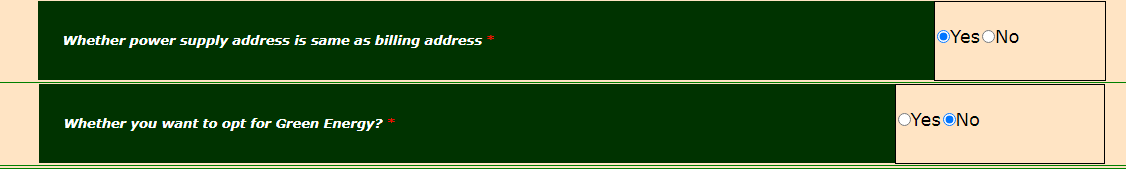 Whether power supply address is same as billing address * Yes No
Whether you want to opt for Green Energy? * Yes No